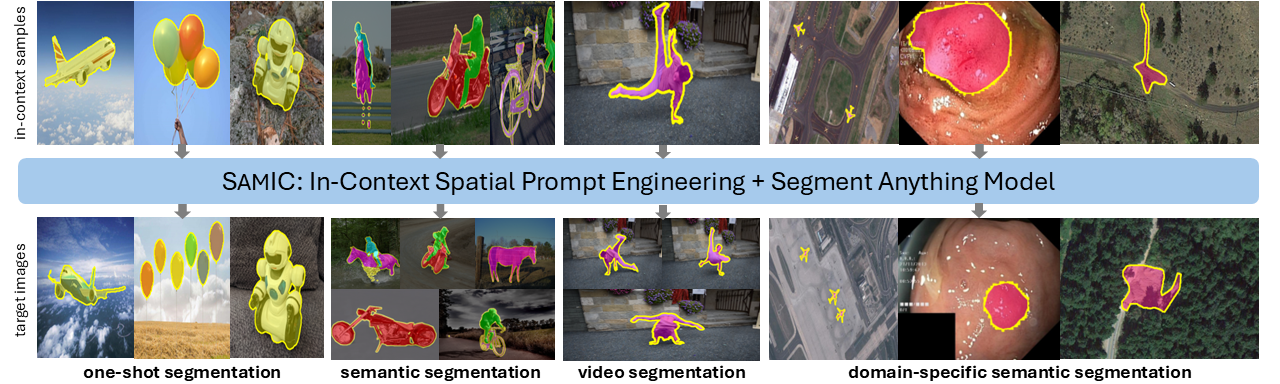 in-context samples
SAMIC: In-Context Spatial Prompt Engineering + Segment Anything Model
target images
one-shot segmentation
semantic segmentation
video segmentation
domain-specific semantic segmentation